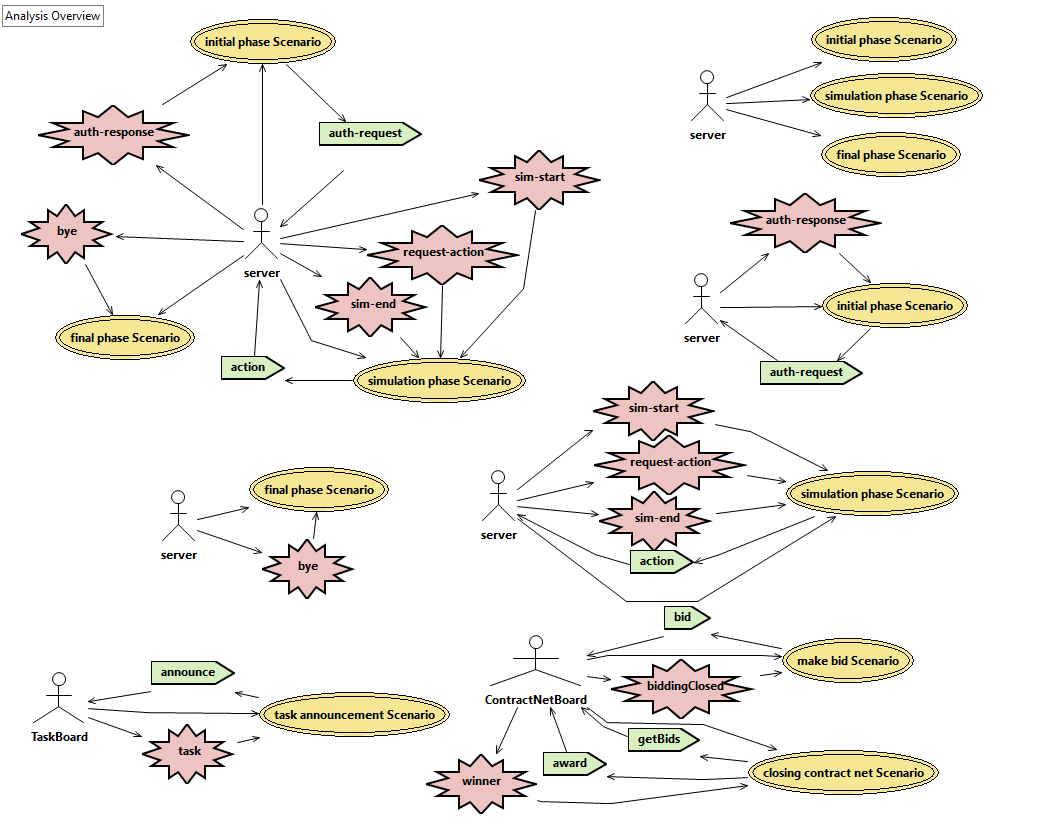 Analysis Overview
initial phase Scenario
auth-response
auth-request
sim-start
bye
server
request-action
sim-end
final phase Scenario
action
simulation phase Scenario
initial phase Scenario
simulation phase Scenario
server
final phase Scenario
auth-response
initial phase Scenario
server
auth-request
sim-start
request-action
simulation phase Scenario
sim-end
server
action
final phase Scenario
server
bye
bid
make bid Scenario
biddingClosed
ContractNetBoard
getBids
award
closing contract net Scenario
winner
announce
task announcement Scenario
TaskBoard
task